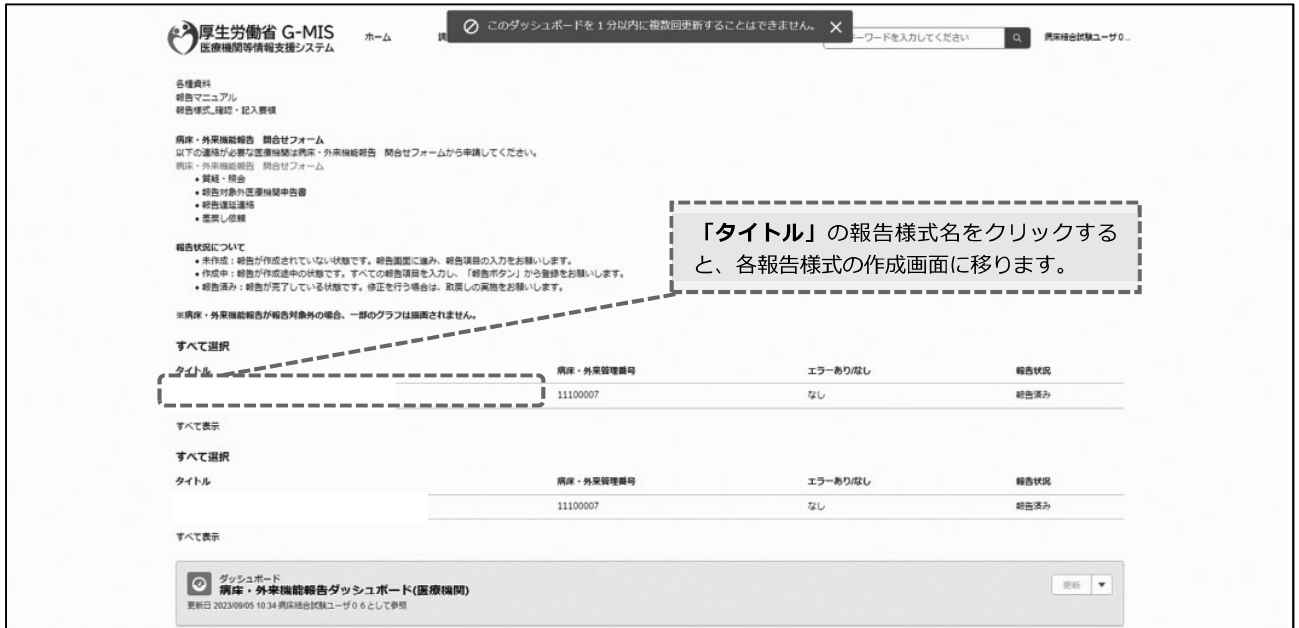 厚生労働省 G-MIS
医療機関等情報支援システム
ホーム
このダッシュボードを1分以内に複数回更新することはできません。
ーワードを入力してください
病床結合試験ユーザ0...
各種資料
報告マニュアル
報告様式_確認・記入要領
病床・外来機能報告 問合せフォーム
以下の連絡が必要な医療機関は病床・外来機能報告 問合せフォームから申請してください。
病床・外来機能報告 問合せフォーム
• 質疑・照会
• 報告対象外医療機関申告書
• 報告遅延連絡
• 差戻し依頼
「タイトル」の報告様式名をクリックする
と、各報告様式の作成画面に移ります。
報告状況について
• 未作成:報告が作成されていない状態です。報告画面に進み、報告項目の入力をお願いします。
• 作成中:報告が作成途中の状態です。すべての報告項目を入力し、「報告ボタン」から登録をお願いします。
• 報告済み:報告が完了している状態です。修正を行う場合は、取戻しの実施をお願いします。
※病床・外来機能報告が報告対象外の場合、一部のグラフは描画されません。
すべて選択
タイトル 病床・外来管理番号 エラーあり/なし 報告状況
11100007 なし 報告済み
すべて表示
すべて選択
タイトル 病床・外来管理番号 エラーあり/なし 報告状況
11100007 なし 報告済み
すべて表示
ダッシュボード
病床・外来機能報告ダッシュボード(医療機関)
更新日 2023/09/05 10:34 病床結合試験ユーザ06として参照
更新